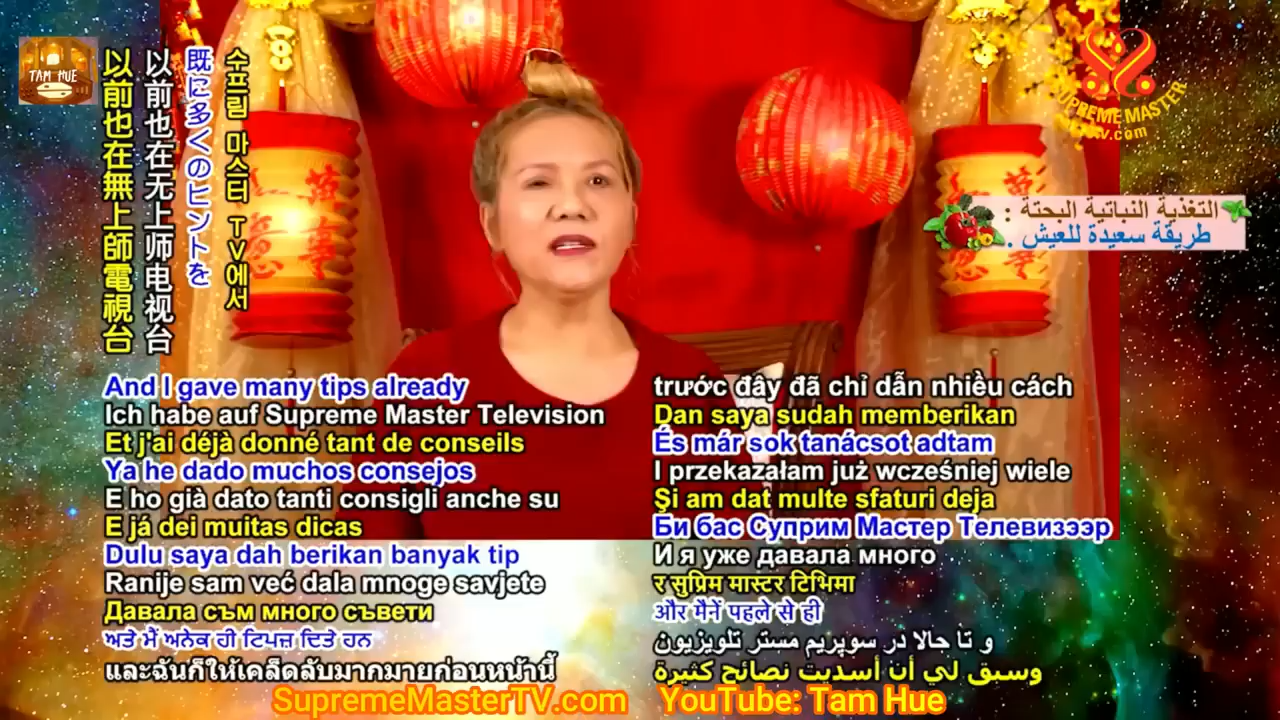 TAM HUE
以前也在無上師電視台
以前也在无上师电视台
既に多くのヒントを
수프림 마스터 TV에서
SUPREME MASTER
TV.com
التغذية النباتية البحتة :
طريقة سعيدة للعيش .
And I gave many tips already
Ich habe auf Supreme Master Television
Et j'ai déjà donné tant de conseils
Ya he dado muchos consejos
E ho già dato tanti consigli anche su
E já dei muitas dicas
Dulu saya dah berikan banyak tip
Ranije sam već dala mnoge savjete
Давала съм много съвети
ਅਤੇ ਮੈਂ ਅਨੇਕ ਹੀ ਟਿਪਜ਼ ਦਿਤੇ ਹਨ
และฉันก็ให้เคล็ดลับมากมายก่อนหน้านี้
trước đây đã chỉ dẫn nhiều cách
Dan saya sudah memberikan
És már sok tanácsot adtam
I przekazałam już wcześniej wiele
Şi am dat multe sfaturi deja
Би бас Суприм Мастер Телевизээр
И я уже давала много
र सुप्रिम मास्टर टिभिमा
और मैनें पहले से ही
و تا حالا در سوپریم مستر تلویزیون
وسبق لي أن أسديت نصائح كثيرة
SupremeMasterTV.com
YouTube: Tam Hue